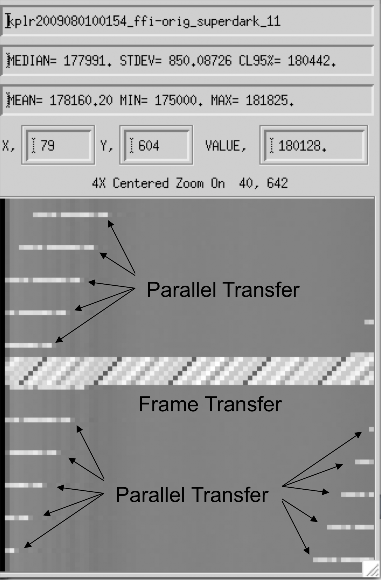 kplr2009080100154_ffi-orig_superdark_11
MEDIAN= 177991. STDEV= 850.08726 CL95%= 180442.
MEAN= 178160.20 MIN= 175000. MAX= 181825.
X, 79 Y, 604 VALUE, 180128.
4X Centered Zoom On 40, 642
Parallel Transfer
Frame Transfer
Parallel Transfer